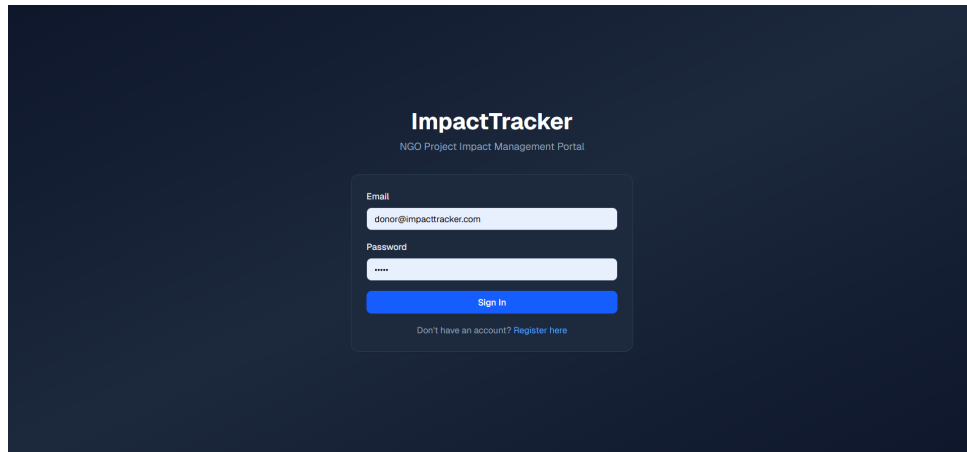 ImpactTracker
NGO Project Impact Management Portal
Email
donor@impacttracker.com
Password
•••••
Sign In
Don't have an account? Register here